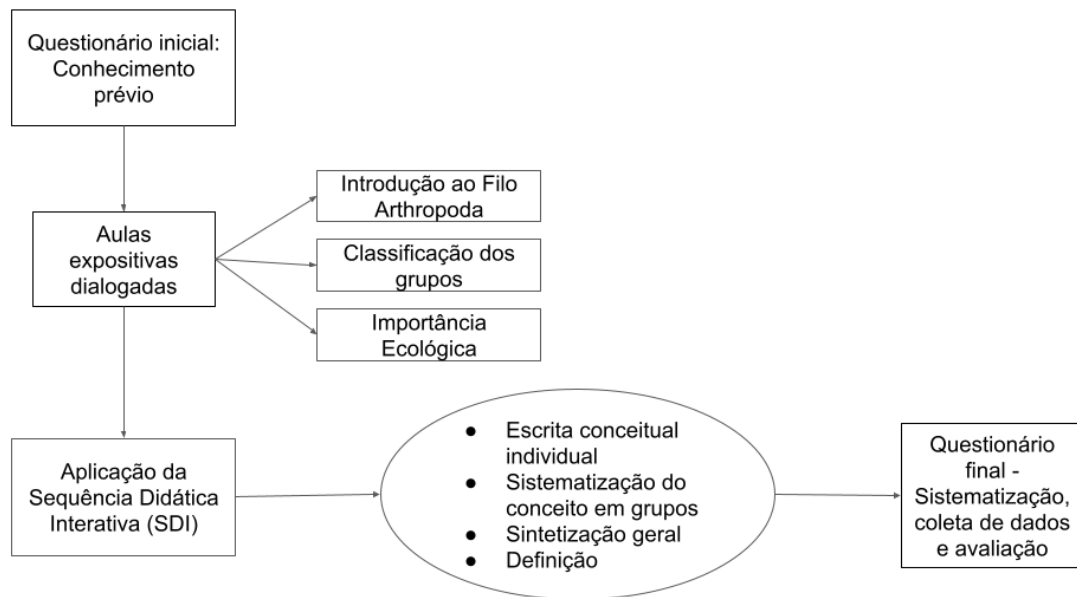 Questionário inicial:
Conhecimento
prévio
Introdução ao Filo
Arthropoda
Aulas
expositivas
dialogadas
Classificação dos
grupos
Importância
Ecológica
Aplicação da
Sequência Didática
Interativa (SDI)
● Escrita conceitual
individual
● Sistematização do
conceito em grupos
● Sintetização geral
● Definição
Questionário
final -
Sistematização,
coleta de dados
e avaliação